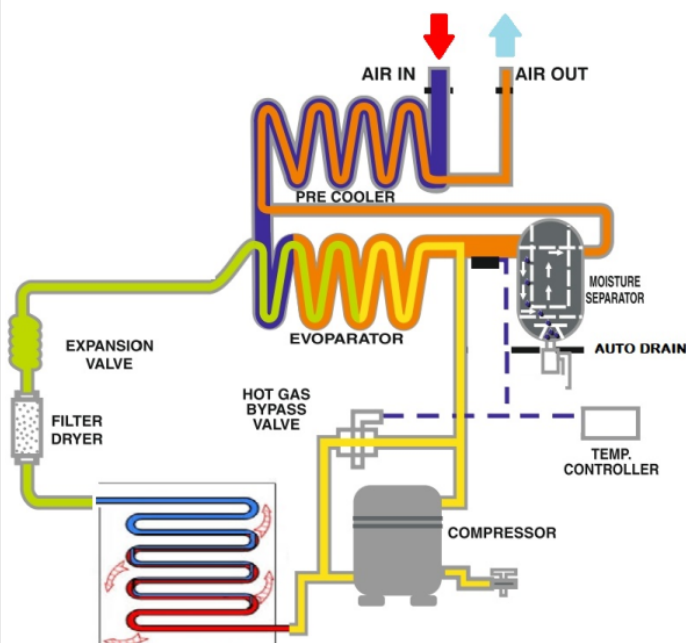 AIR IN
AIR OUT
PRE COOLER
MOISTURE
SEPARATOR
EVOPARATOR
AUTO DRAIN
EXPANSION
VALVE
HOT GAS
BYPASS
VALVE
FILTER
DRYER
TEMP.
CONTROLLER
COMPRESSOR